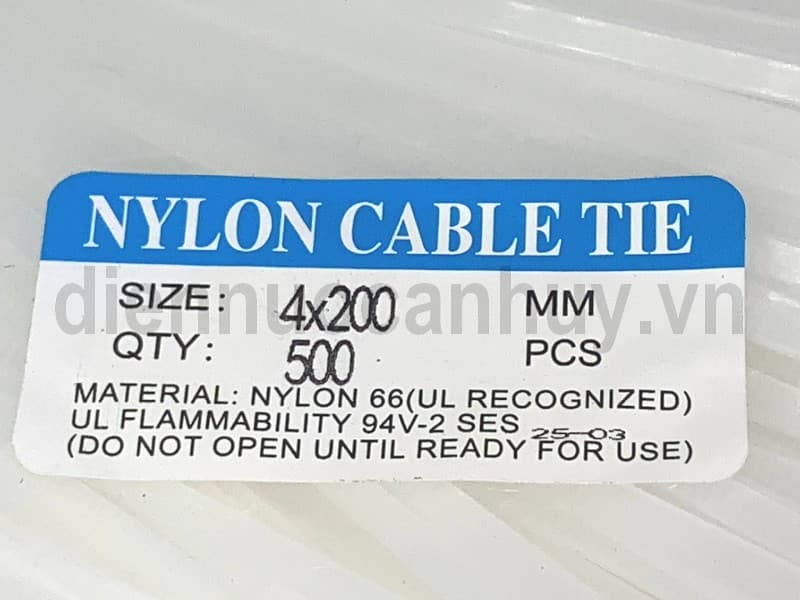 NYLON CABLE TIE
diennuocanhuy.vn
SIZE: 4x200 MM
QTY: 500 PCS
MATERIAL: NYLON 66(UL RECOGNIZED)
UL FLAMMABILITY 94V-2 SES 25-03
(DO NOT OPEN UNTIL READY FOR USE)